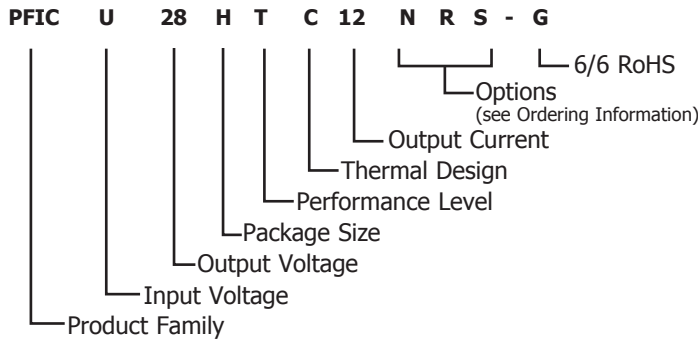 PFIC U 28 H T C 12 N R S - G
6/6 RoHS
Options
(see Ordering Information)
Output Current
Thermal Design
Performance Level
Package Size
Output Voltage
Input Voltage
Product Family